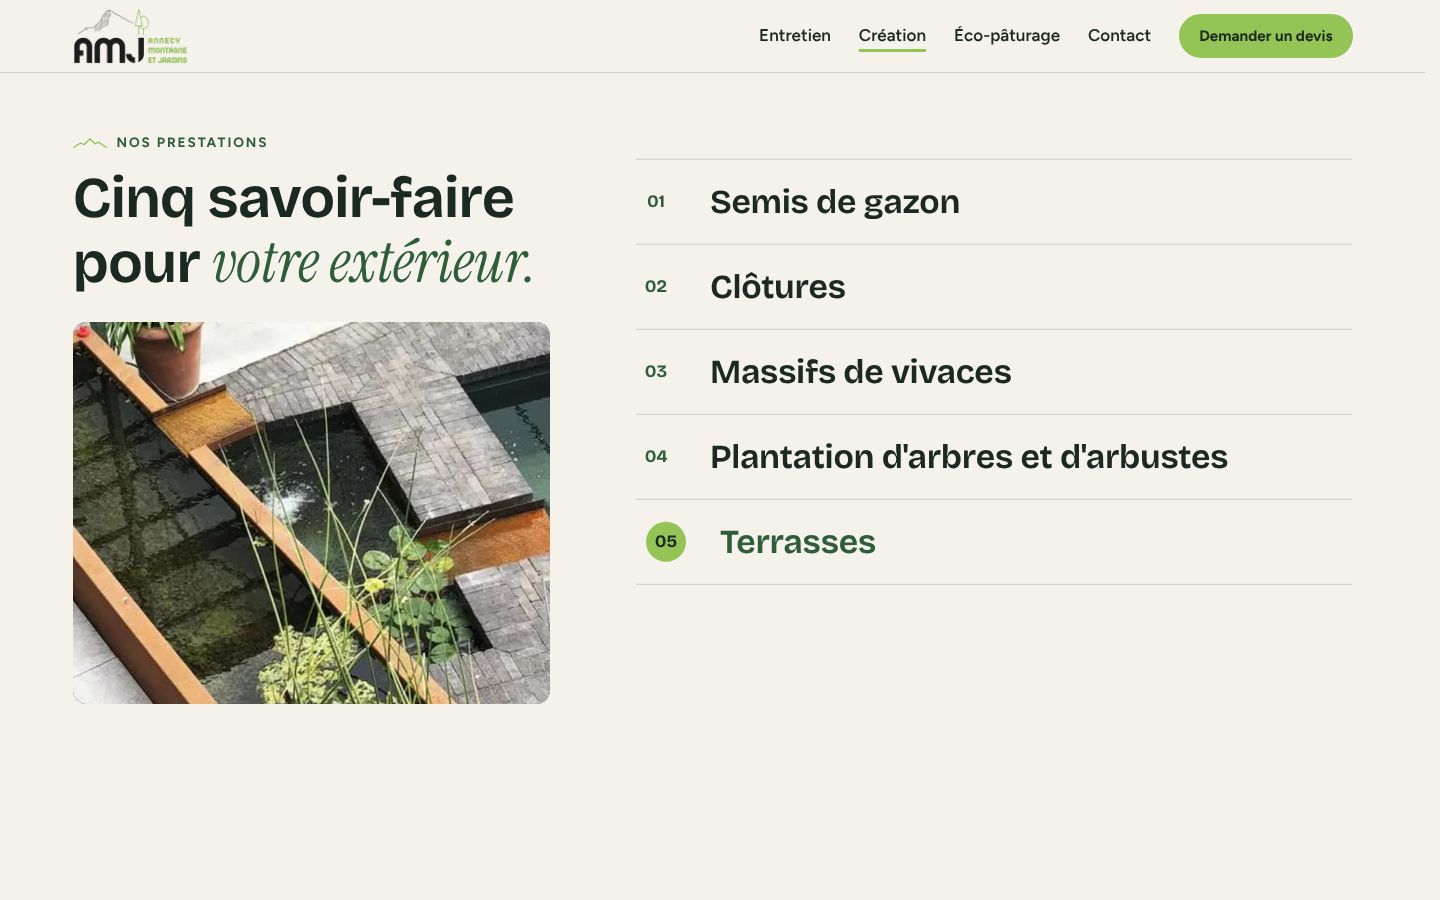 AMJ ANNECY
MONTAGNE
ET JARDINS
Entretien Création Éco-pâturage Contact Demander un devis
NOS PRESTATIONS
Cinq savoir-faire
pour votre extérieur.
01 Semis de gazon
02 Clôtures
03 Massifs de vivaces
04 Plantation d'arbres et d'arbustes
05 Terrasses